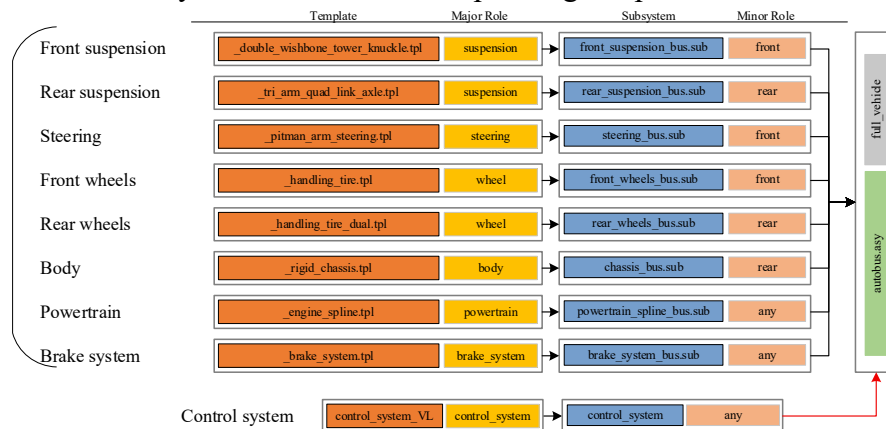 Template Major Role Subsystem Minor Role
Front suspension _double_wishbone_tower_knuckle.tpl suspension front_suspension_bus.sub front
Rear suspension _tri_arm_quad_link_axle.tpl suspension rear_suspension_bus.sub rear
Steering _pitman_arm_steering.tpl steering steering_bus.sub front
Front wheels _handling_tire.tpl wheel front_wheels_bus.sub front
Rear wheels _handling_tire_dual.tpl wheel rear_wheels_bus.sub rear
Body _rigid_chassis.tpl body chassis_bus.sub rear
Powertrain _engine_spline.tpl powertrain powertrain_spline_bus.sub any
Brake system _brake_system.tpl brake_system brake_system_bus.sub any
full_vehide
autobus.asy
Control system control_system_VL control_system control_system any